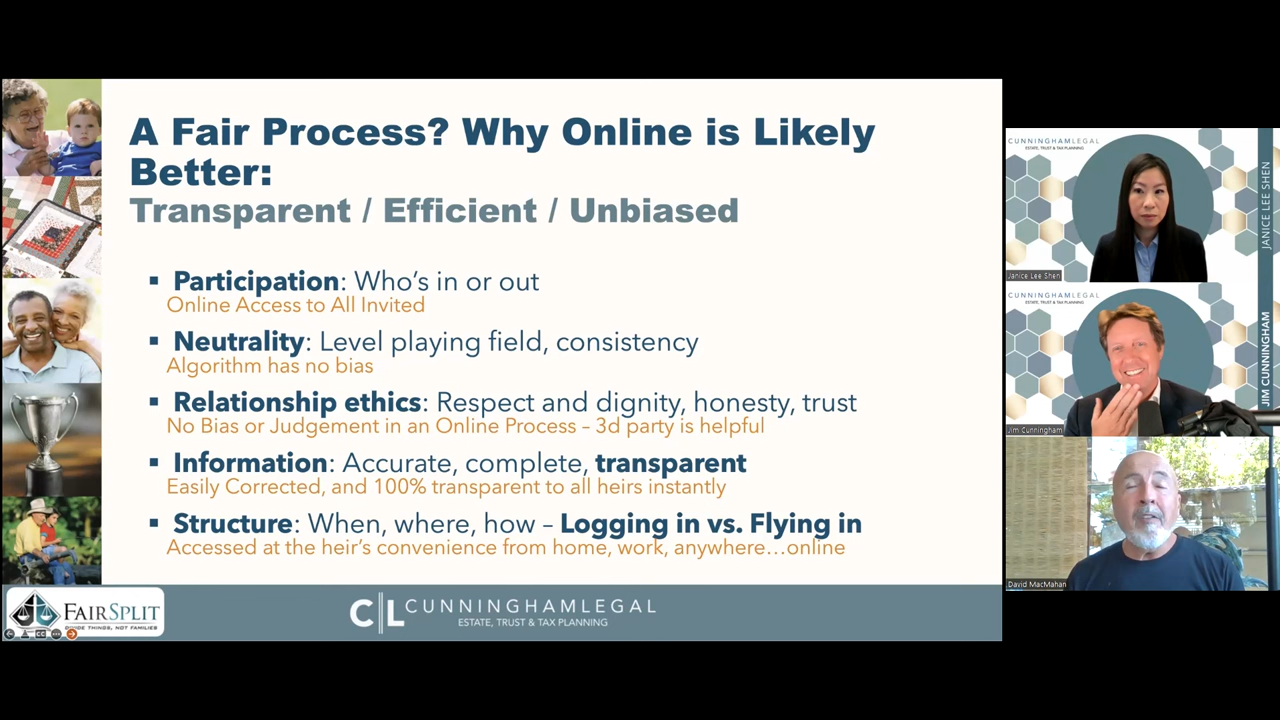 A Fair Process? Why Online is Likely
Better:
Transparent / Efficient / Unbiased
▪ Participation: Who's in or out
Online Access to All Invited
▪ Neutrality: Level playing field, consistency
Algorithm has no bias
▪ Relationship ethics: Respect and dignity, honesty, trust
No Bias or Judgement in an Online Process – 3d party is helpful
▪ Information: Accurate, complete, transparent
Easily Corrected, and 100% transparent to all heirs instantly
▪ Structure: When, where, how – Logging in vs. Flying in
Accessed at the heir's convenience from home, work, anywhere…online
FAIRSPLIT
DIVIDE THINGS, NOT FAMILIES
CL CUNNINGHAMLEGAL
ESTATE, TRUST & TAX PLANNING
CUNNINGHAMLEGAL
ESTATE, TRUST & TAX PLANNING
JANICE LEE SHEN
Janice Lee Shen
CUNNINGHAMLEGAL
ESTATE, TRUST & TAX PLANNING
JIM CUNNINGHAM
Jim Cunningham
David MacMahan